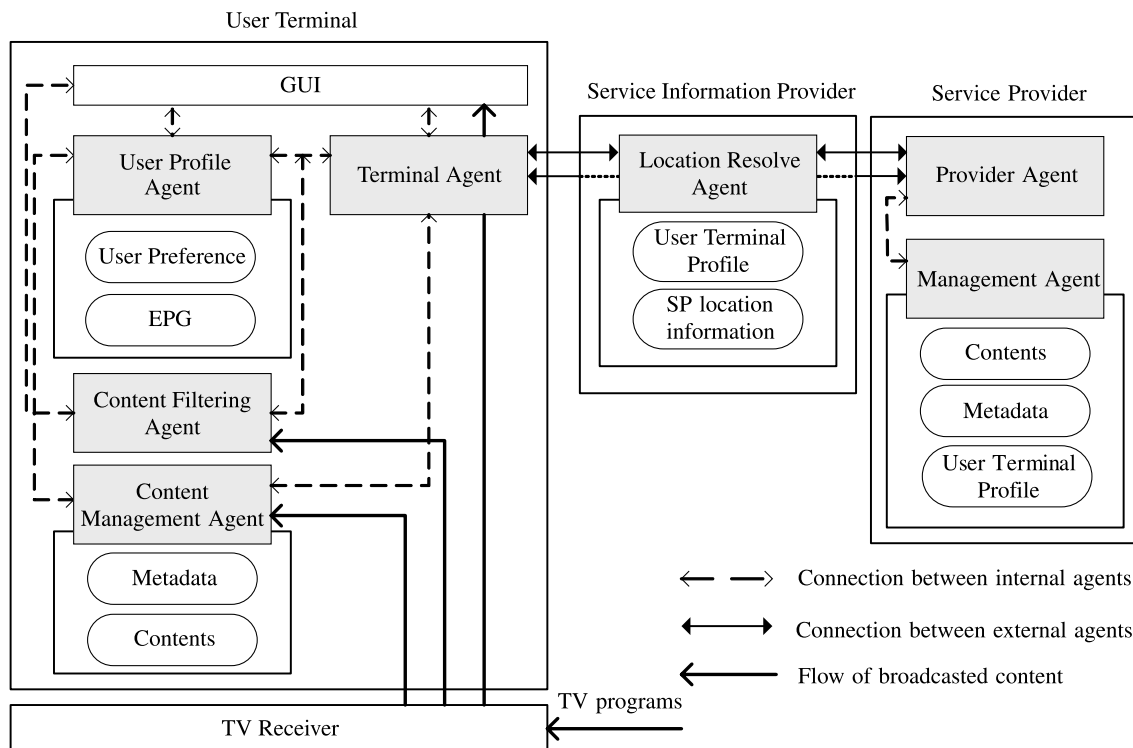 User Terminal
GUI
User Profile
Agent
Terminal Agent
User Preference
EPG
Content Filtering
Agent
Content
Management Agent
Metadata
Contents
TV Receiver
TV programs
Service Information Provider
Location Resolve
Agent
User Terminal
Profile
SP location
information
Service Provider
Provider Agent
Management Agent
Contents
Metadata
User Terminal
Profile
Connection between internal agents
Connection between external agents
Flow of broadcasted content